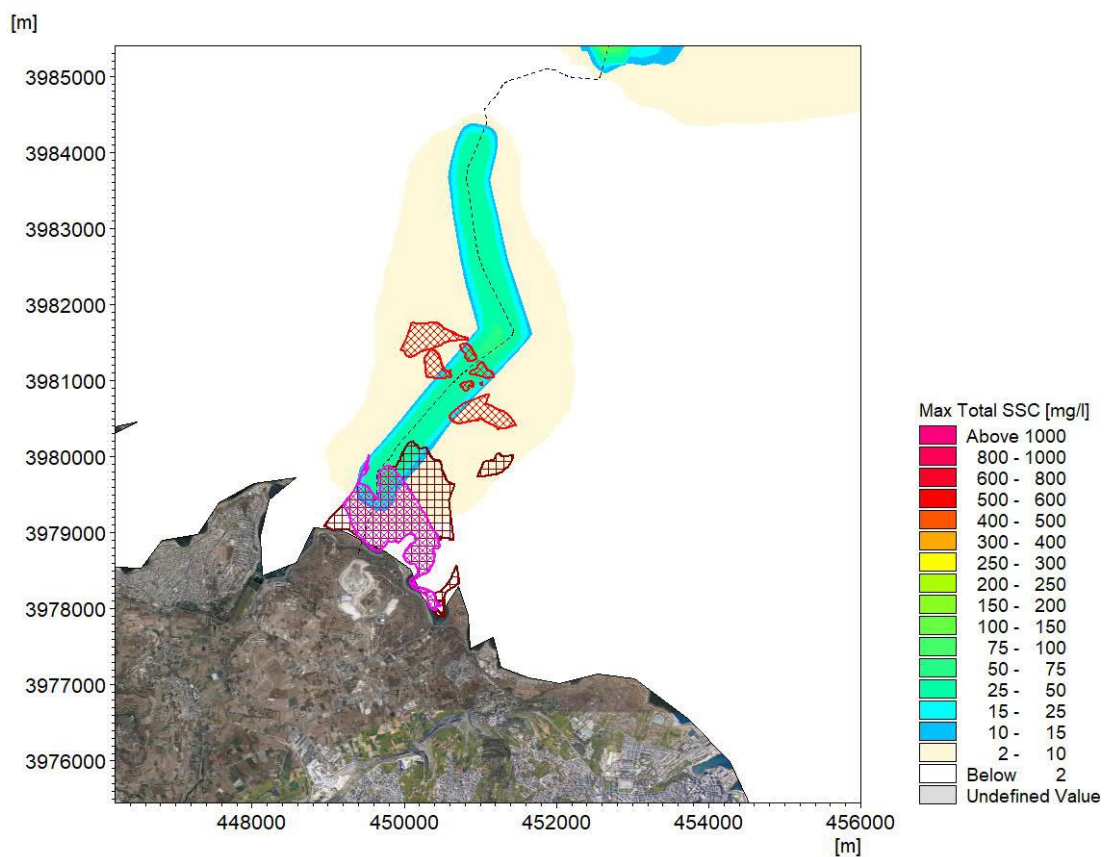 [m]
3985000
3984000
3983000
3982000
3981000
3980000
3979000
3978000
3977000
3976000
448000 450000 452000 454000 456000
[m]
Max Total SSC [mg/l]
Above 1000
800 - 1000
600 - 800
500 - 600
400 - 500
300 - 400
250 - 300
200 - 250
150 - 200
100 - 150
75 - 100
50 - 75
25 - 50
15 - 25
10 - 15
2 - 10
Below 2
Undefined Value